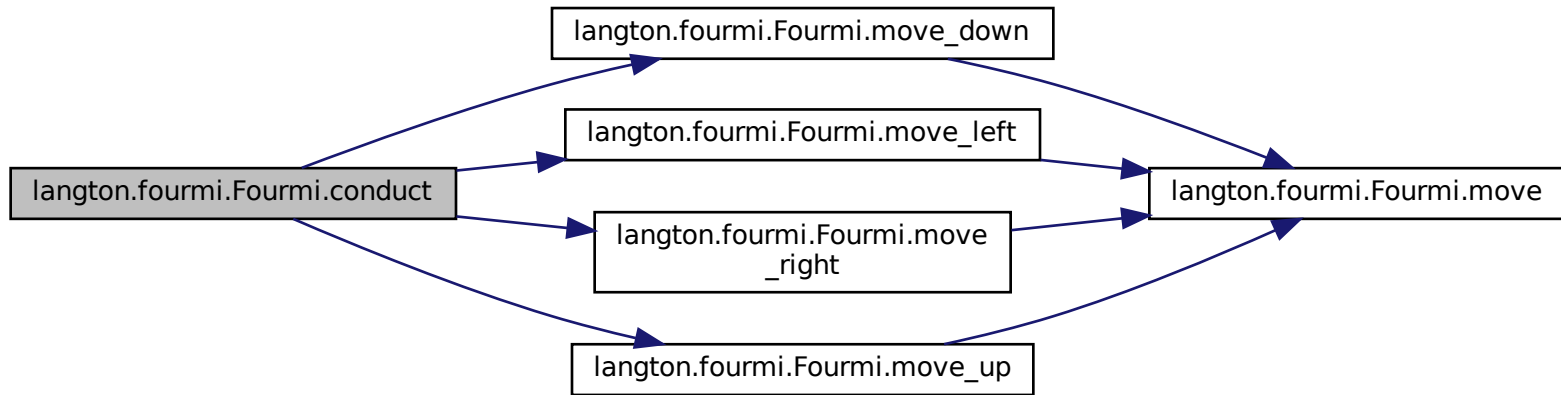 langton.fourmi.Fourmi.move_down
langton.fourmi.Fourmi.move_left
langton.fourmi.Fourmi.conduct
langton.fourmi.Fourmi.move
langton.fourmi.Fourmi.move
_right
langton.fourmi.Fourmi.move_up